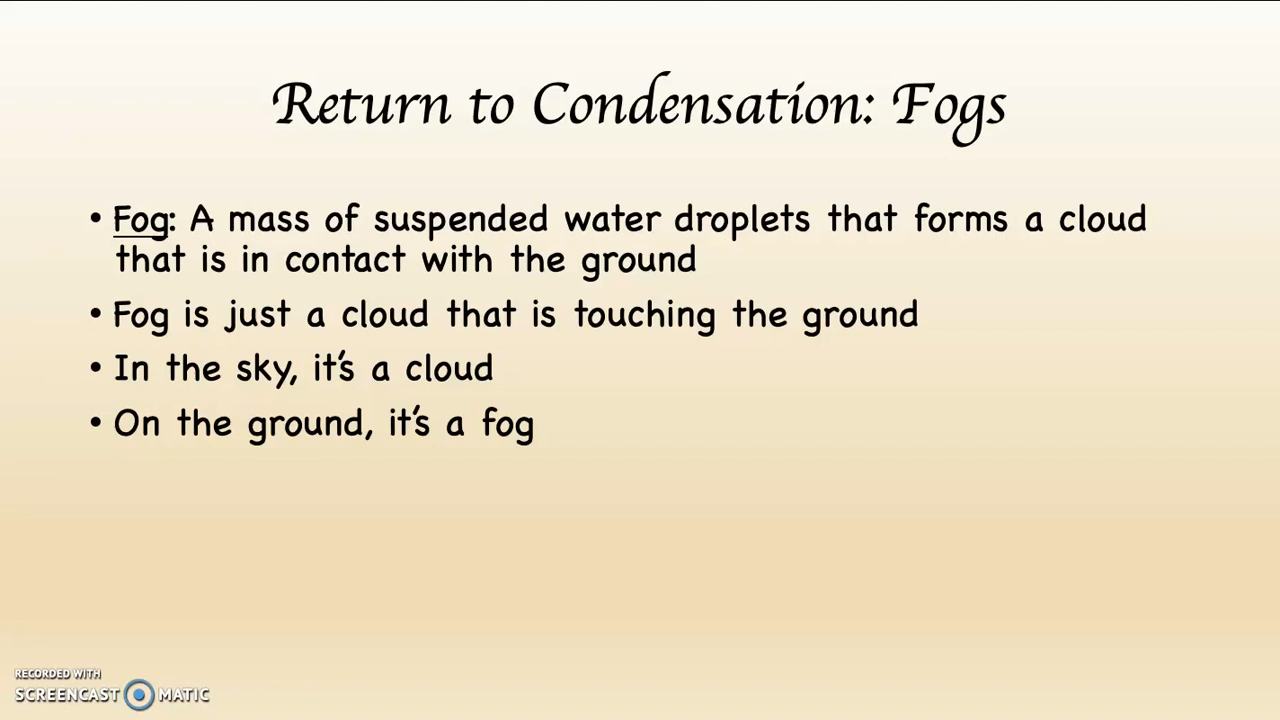 Return to Condensation: Fogs
• Fog: A mass of suspended water droplets that forms a cloud
that is in contact with the ground
• Fog is just a cloud that is touching the ground
• In the sky, it's a cloud
• On the ground, it's a fog
RECORDED WITH
SCREENCAST MATIC